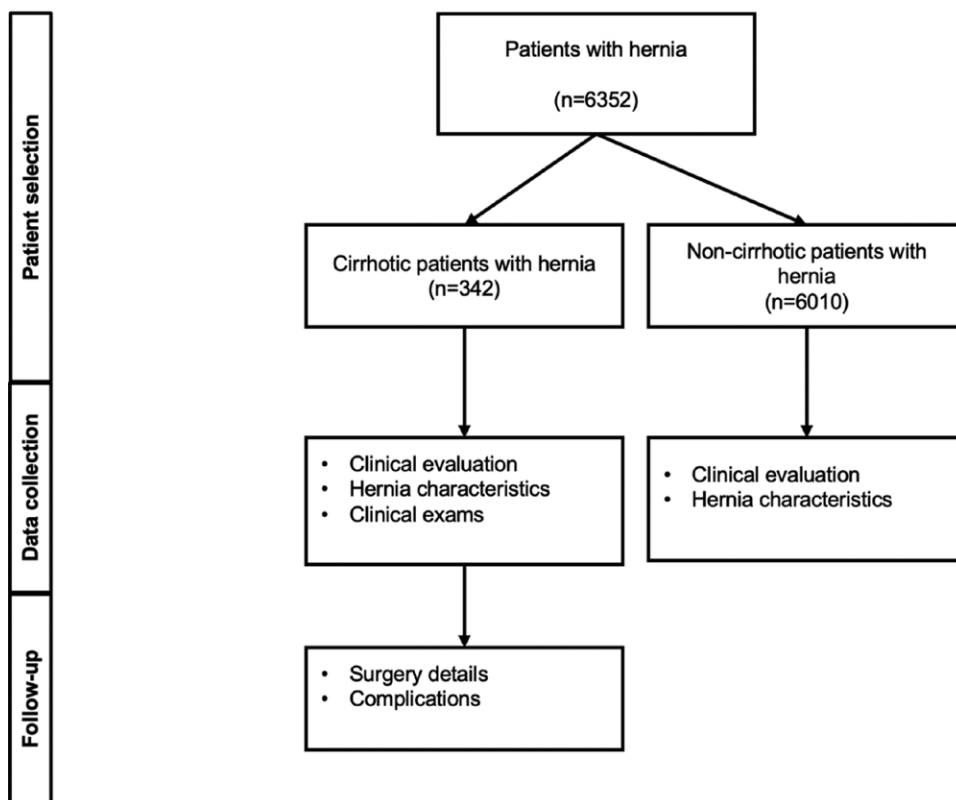 Patient selection
Patients with hernia
(n=6352)
Cirrhotic patients with hernia
(n=342)
Non-cirrhotic patients with
hernia
(n=6010)
Data collection
• Clinical evaluation
• Hernia characteristics
• Clinical exams
• Clinical evaluation
• Hernia characteristics
Follow-up
• Surgery details
• Complications